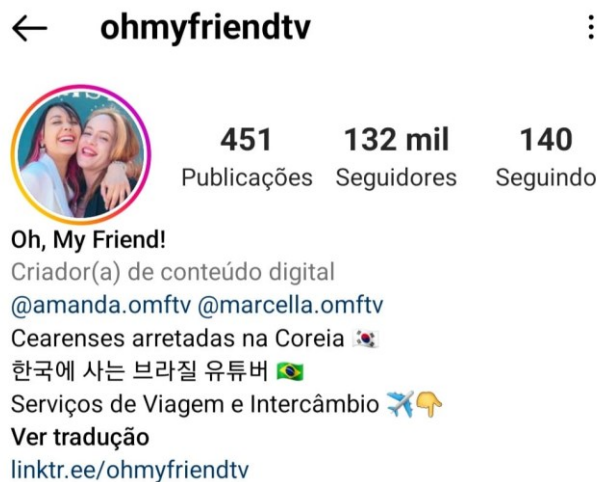 ohmyfriendtv
451 132 mil 140
Publicações Seguidores Seguindo
Oh, My Friend!
Criador(a) de conteúdo digital
@amanda.omftv @marcella.omftv
Cearenses arretadas na Coreia 🇰🇷
한국에 사는 브라질 유튜버 🇧🇷
Serviços de Viagem e Intercâmbio ✈️👇
Ver tradução
linktr.ee/ohmyfriendtv